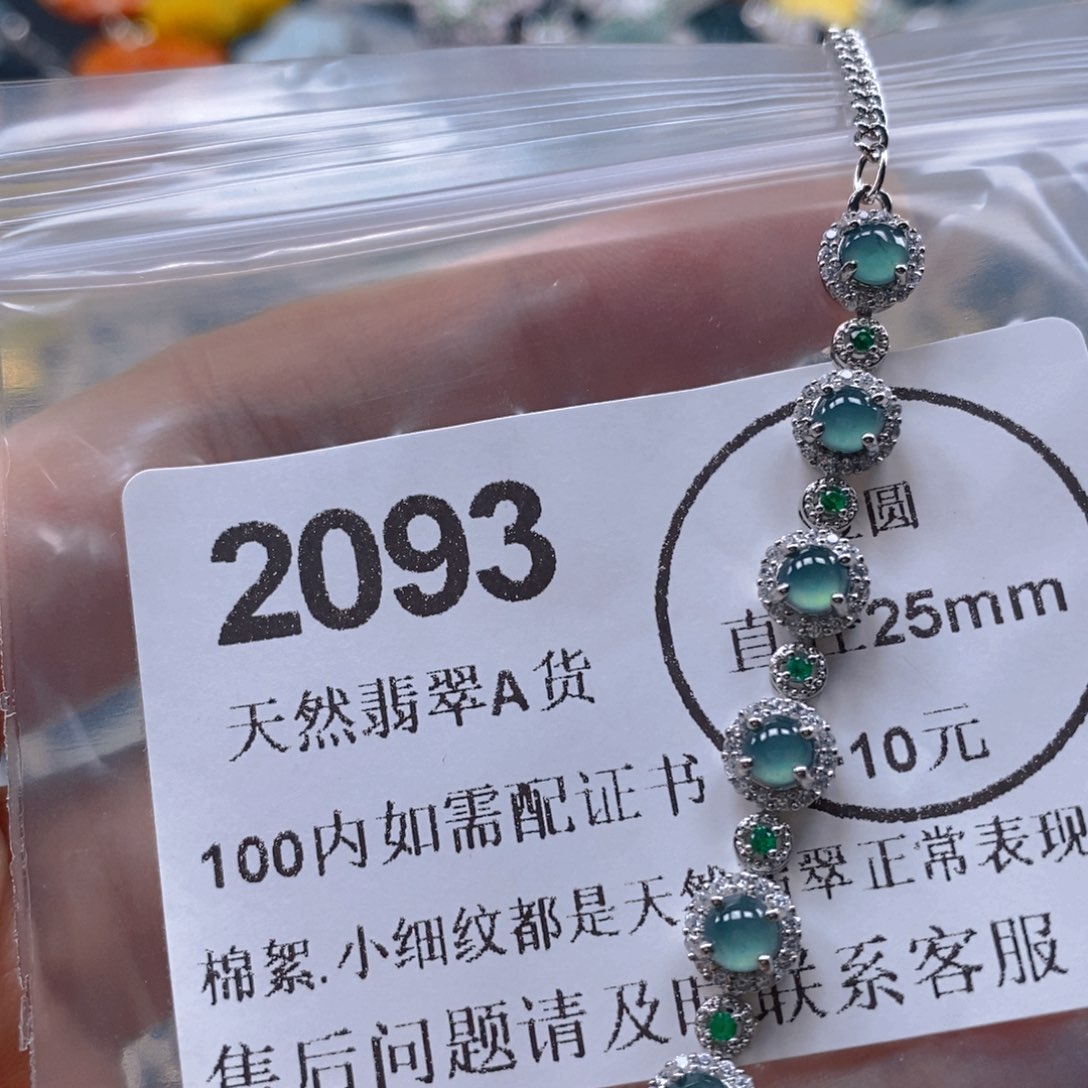 2093
天然翡翠A货
100内如需配证书
棉絮.小细纹都是天然翠正常表现
售后问题请及时联系客服
圆
直 25mm
10元